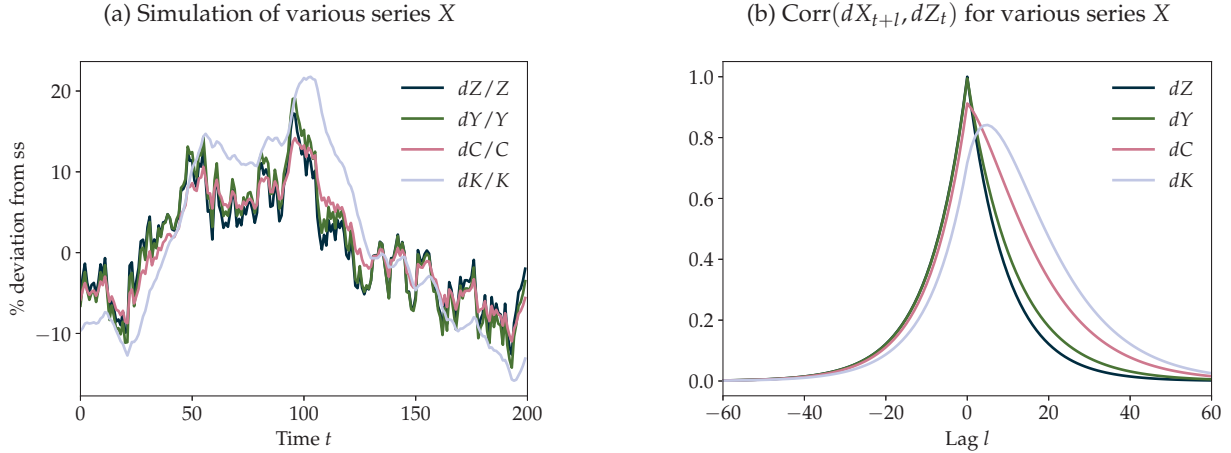 (a) Simulation of various series X
% deviation from ss
20
10
0
−10
0
50
100
150
200
Time t
dZ/Z
dY/Y
dC/C
dK/K
(b) Corr(dX_{t+l}, dZ_t) for various series X
1.0
0.8
0.6
0.4
0.2
0.0
−60
−40
−20
0
20
40
60
Lag l
dZ
dY
dC
dK